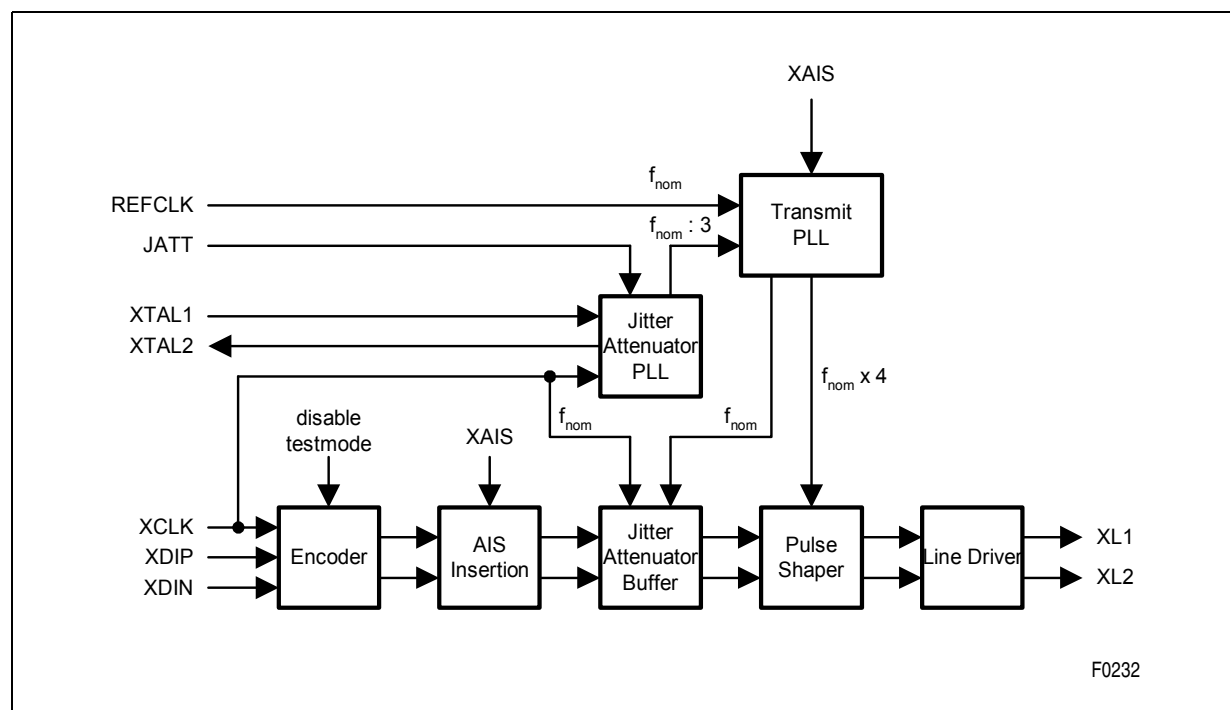 XAIS
REFCLK
f_nom
Transmit
PLL
JATT
f_nom : 3
XTAL1
XTAL2
Jitter
Attenuator
PLL
f_nom x 4
disable
testmode
XAIS
f_nom
f_nom
XCLK
XDIP
XDIN
Encoder
AIS
Insertion
Jitter
Attenuator
Buffer
Pulse
Shaper
Line Driver
XL1
XL2
F0232